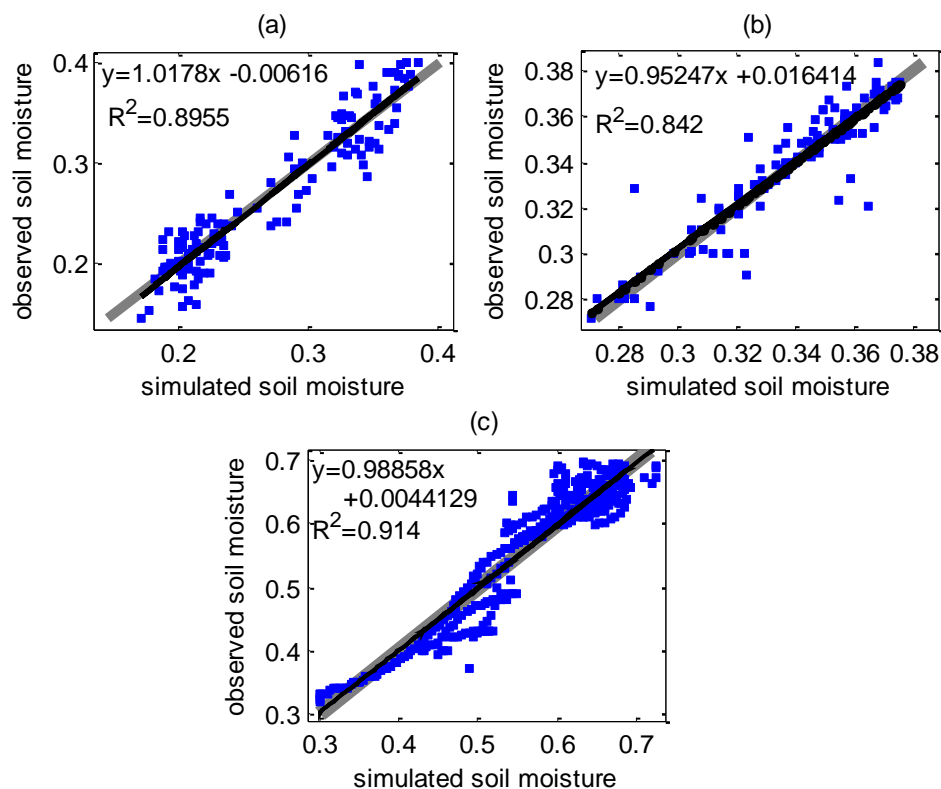 (a)
y=1.0178x -0.00616
R²=0.8955
observed soil moisture
0.4
0.3
0.2
0.2 0.3 0.4
simulated soil moisture
(b)
y=0.95247x +0.016414
R²=0.842
observed soil moisture
0.38
0.36
0.34
0.32
0.3
0.28
0.28 0.3 0.32 0.34 0.36 0.38
simulated soil moisture
(c)
y=0.98858x
+0.0044129
R²=0.914
observed soil moisture
0.7
0.6
0.5
0.4
0.3
0.3 0.4 0.5 0.6 0.7
simulated soil moisture